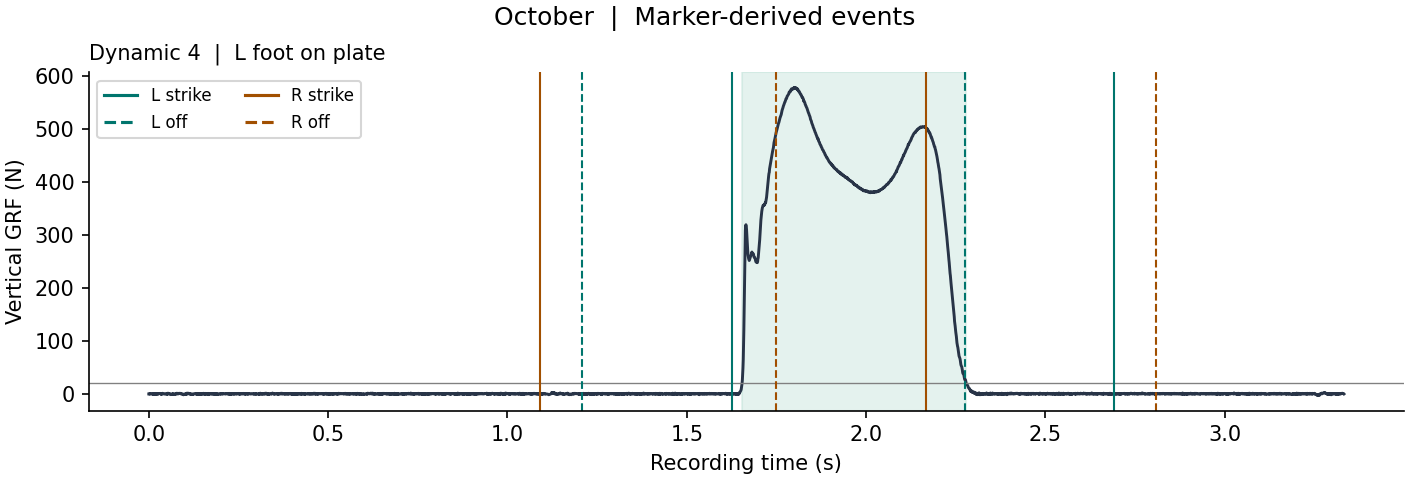 October | Marker-derived events
Dynamic 4 | L foot on plate
L strike
R strike
L off
R off
Vertical GRF (N)
600
500
400
300
200
100
0
0.0 0.5 1.0 1.5 2.0 2.5 3.0
Recording time (s)